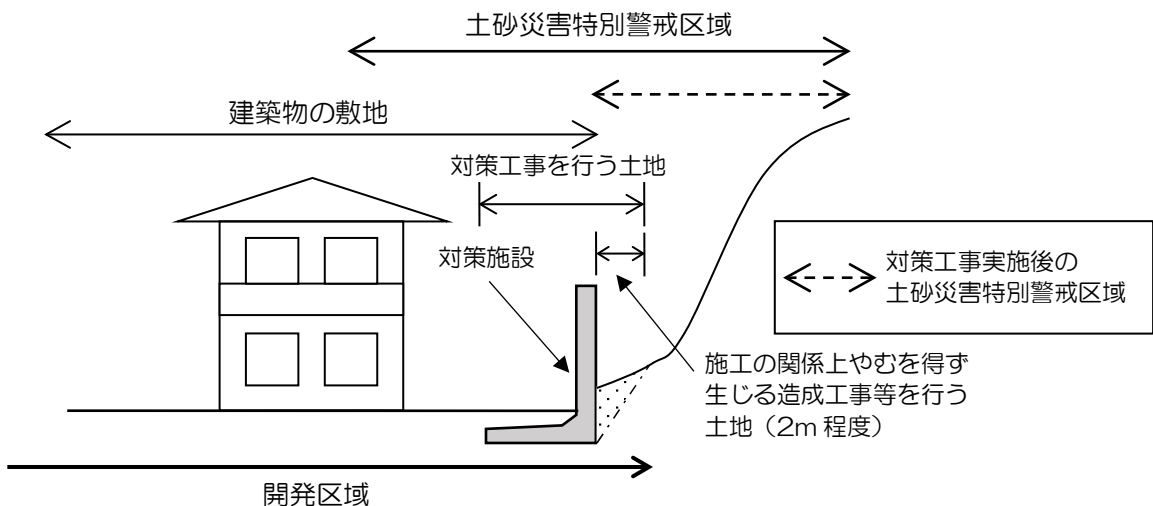 土砂災害特別警戒区域
建築物の敷地
対策工事を行う土地
対策施設
対策工事実施後の
土砂災害特別警戒区域
施工の関係上やむを得ず
生じる造成工事等を行う
土地（2m 程度）
開発区域